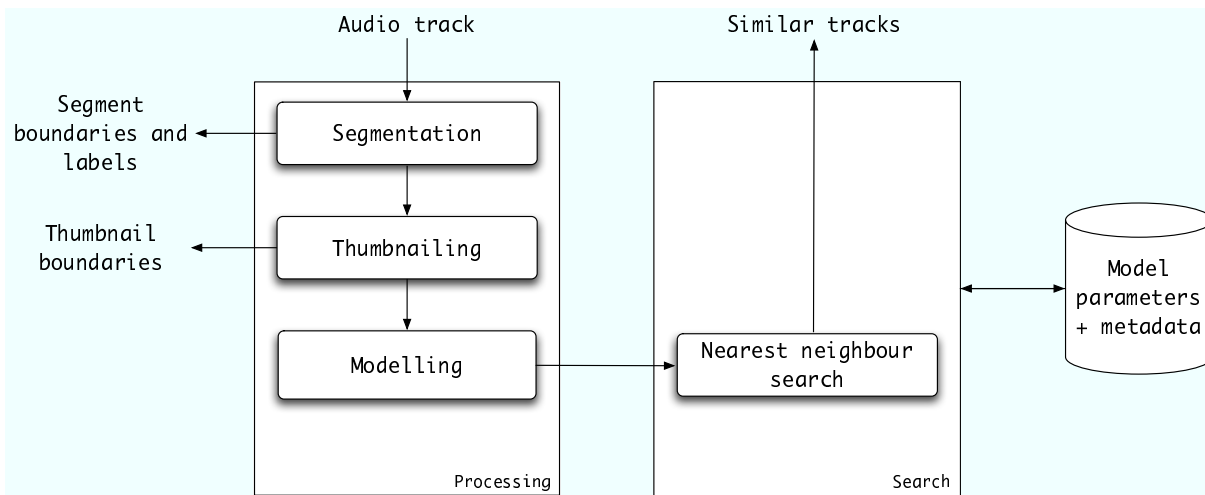 Audio track
Similar tracks
Segment
boundaries and
labels
Segmentation
Thumbnail
boundaries
Thumbnailing
Modelling
Nearest neighbour
search
Model
parameters
+ metadata
Processing
Search